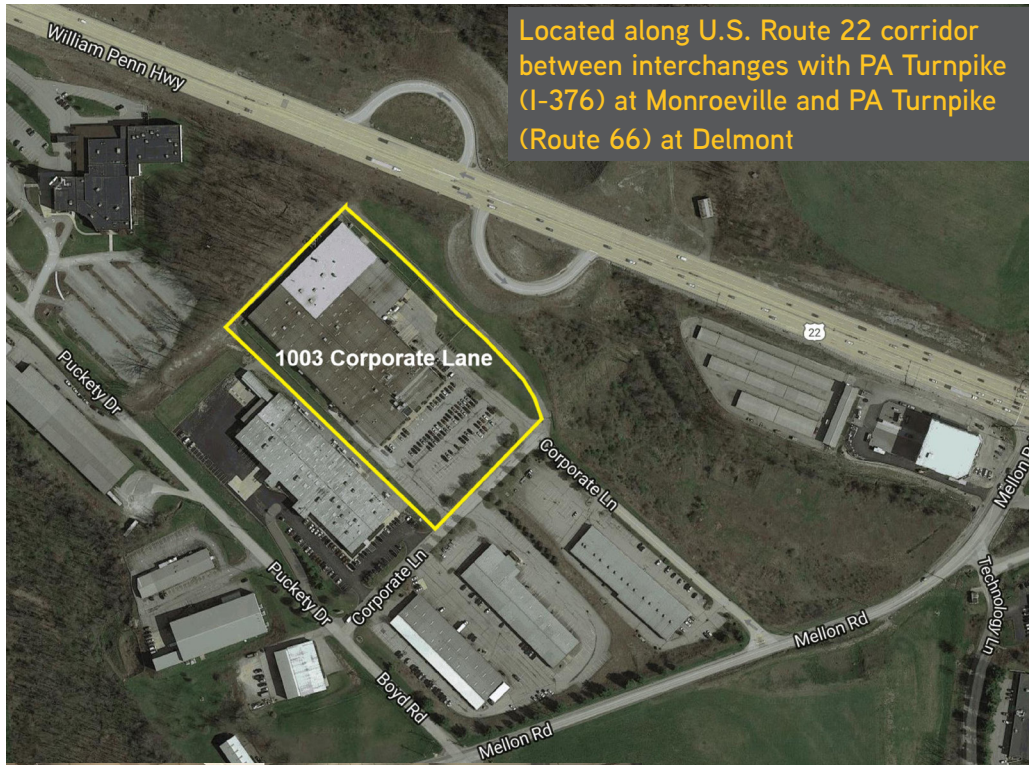 Located along U.S. Route 22 corridor
between interchanges with PA Turnpike
(I-376) at Monroeville and PA Turnpike
(Route 66) at Delmont
William Penn Hwy
22
1003 Corporate Lane
Puckety Dr
Corporate Ln
Mellon Rd
Technology Ln
Puckety Dr
Corporate Ln
Mellon Rd
Boyd Rd
Mellon Rd